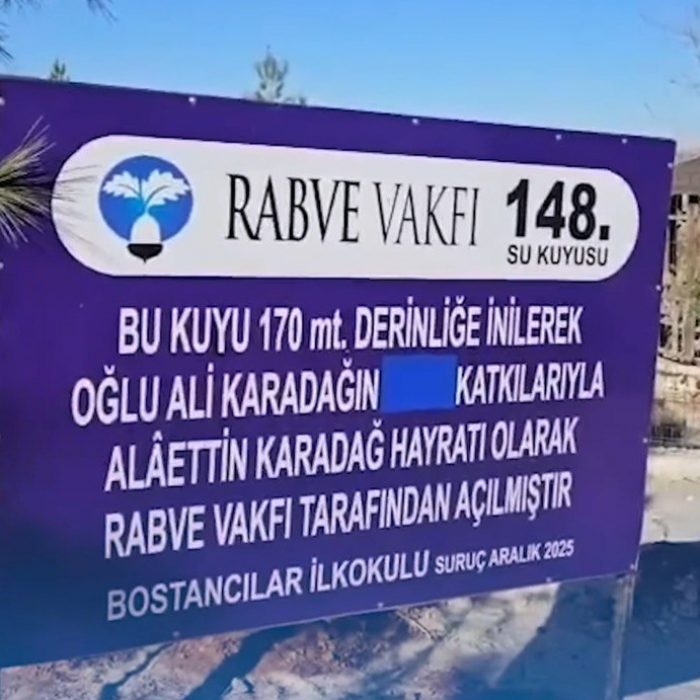 RABVE VAKFI 148.
SU KUYUSU
BU KUYU 170 mt. DERİNLİĞE İNİLEREK
OĞLU ALİ KARADAĞIN KATKILARIYLA
ALÂETTİN KARADAĞ HAYRATI OLARAK
RABVE VAKFI TARAFINDAN AÇILMIŞTIR
BOSTANCILAR İLKOKULU SURUÇ ARALIK 2025